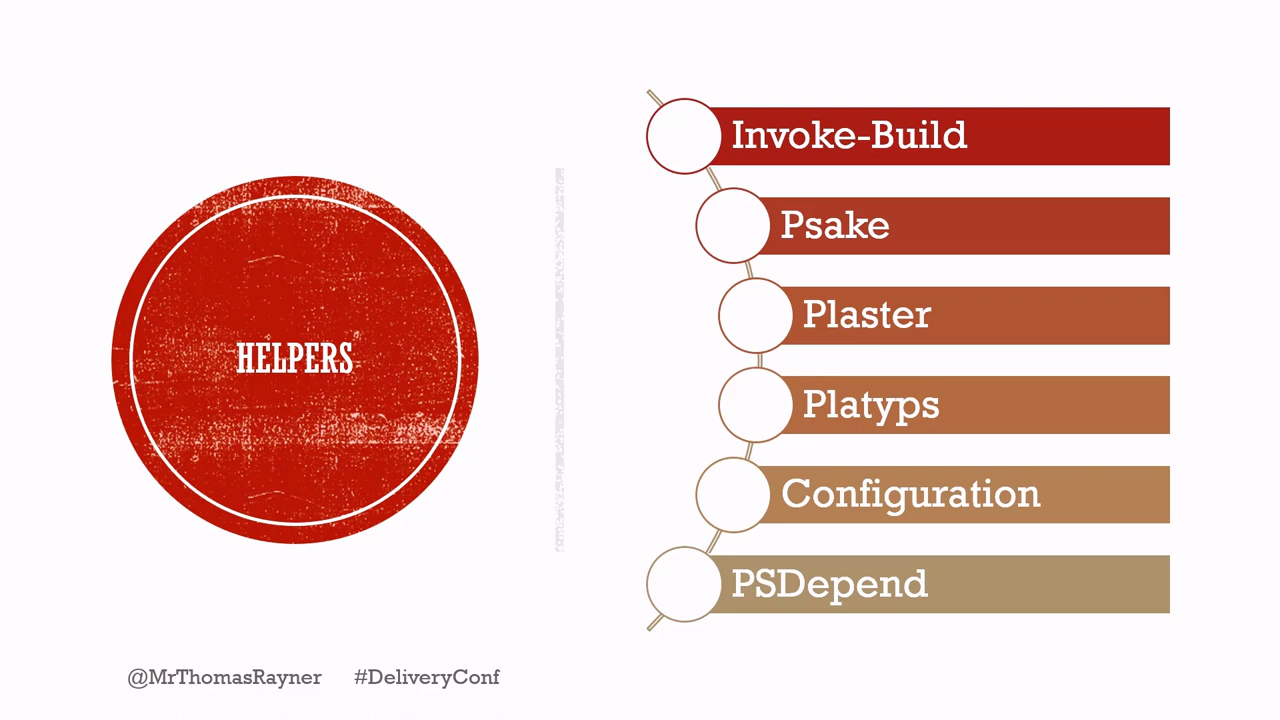 HELPERS
Invoke-Build
Psake
Plaster
Platyps
Configuration
PSDepend
@MrThomasRayner #DeliveryConf